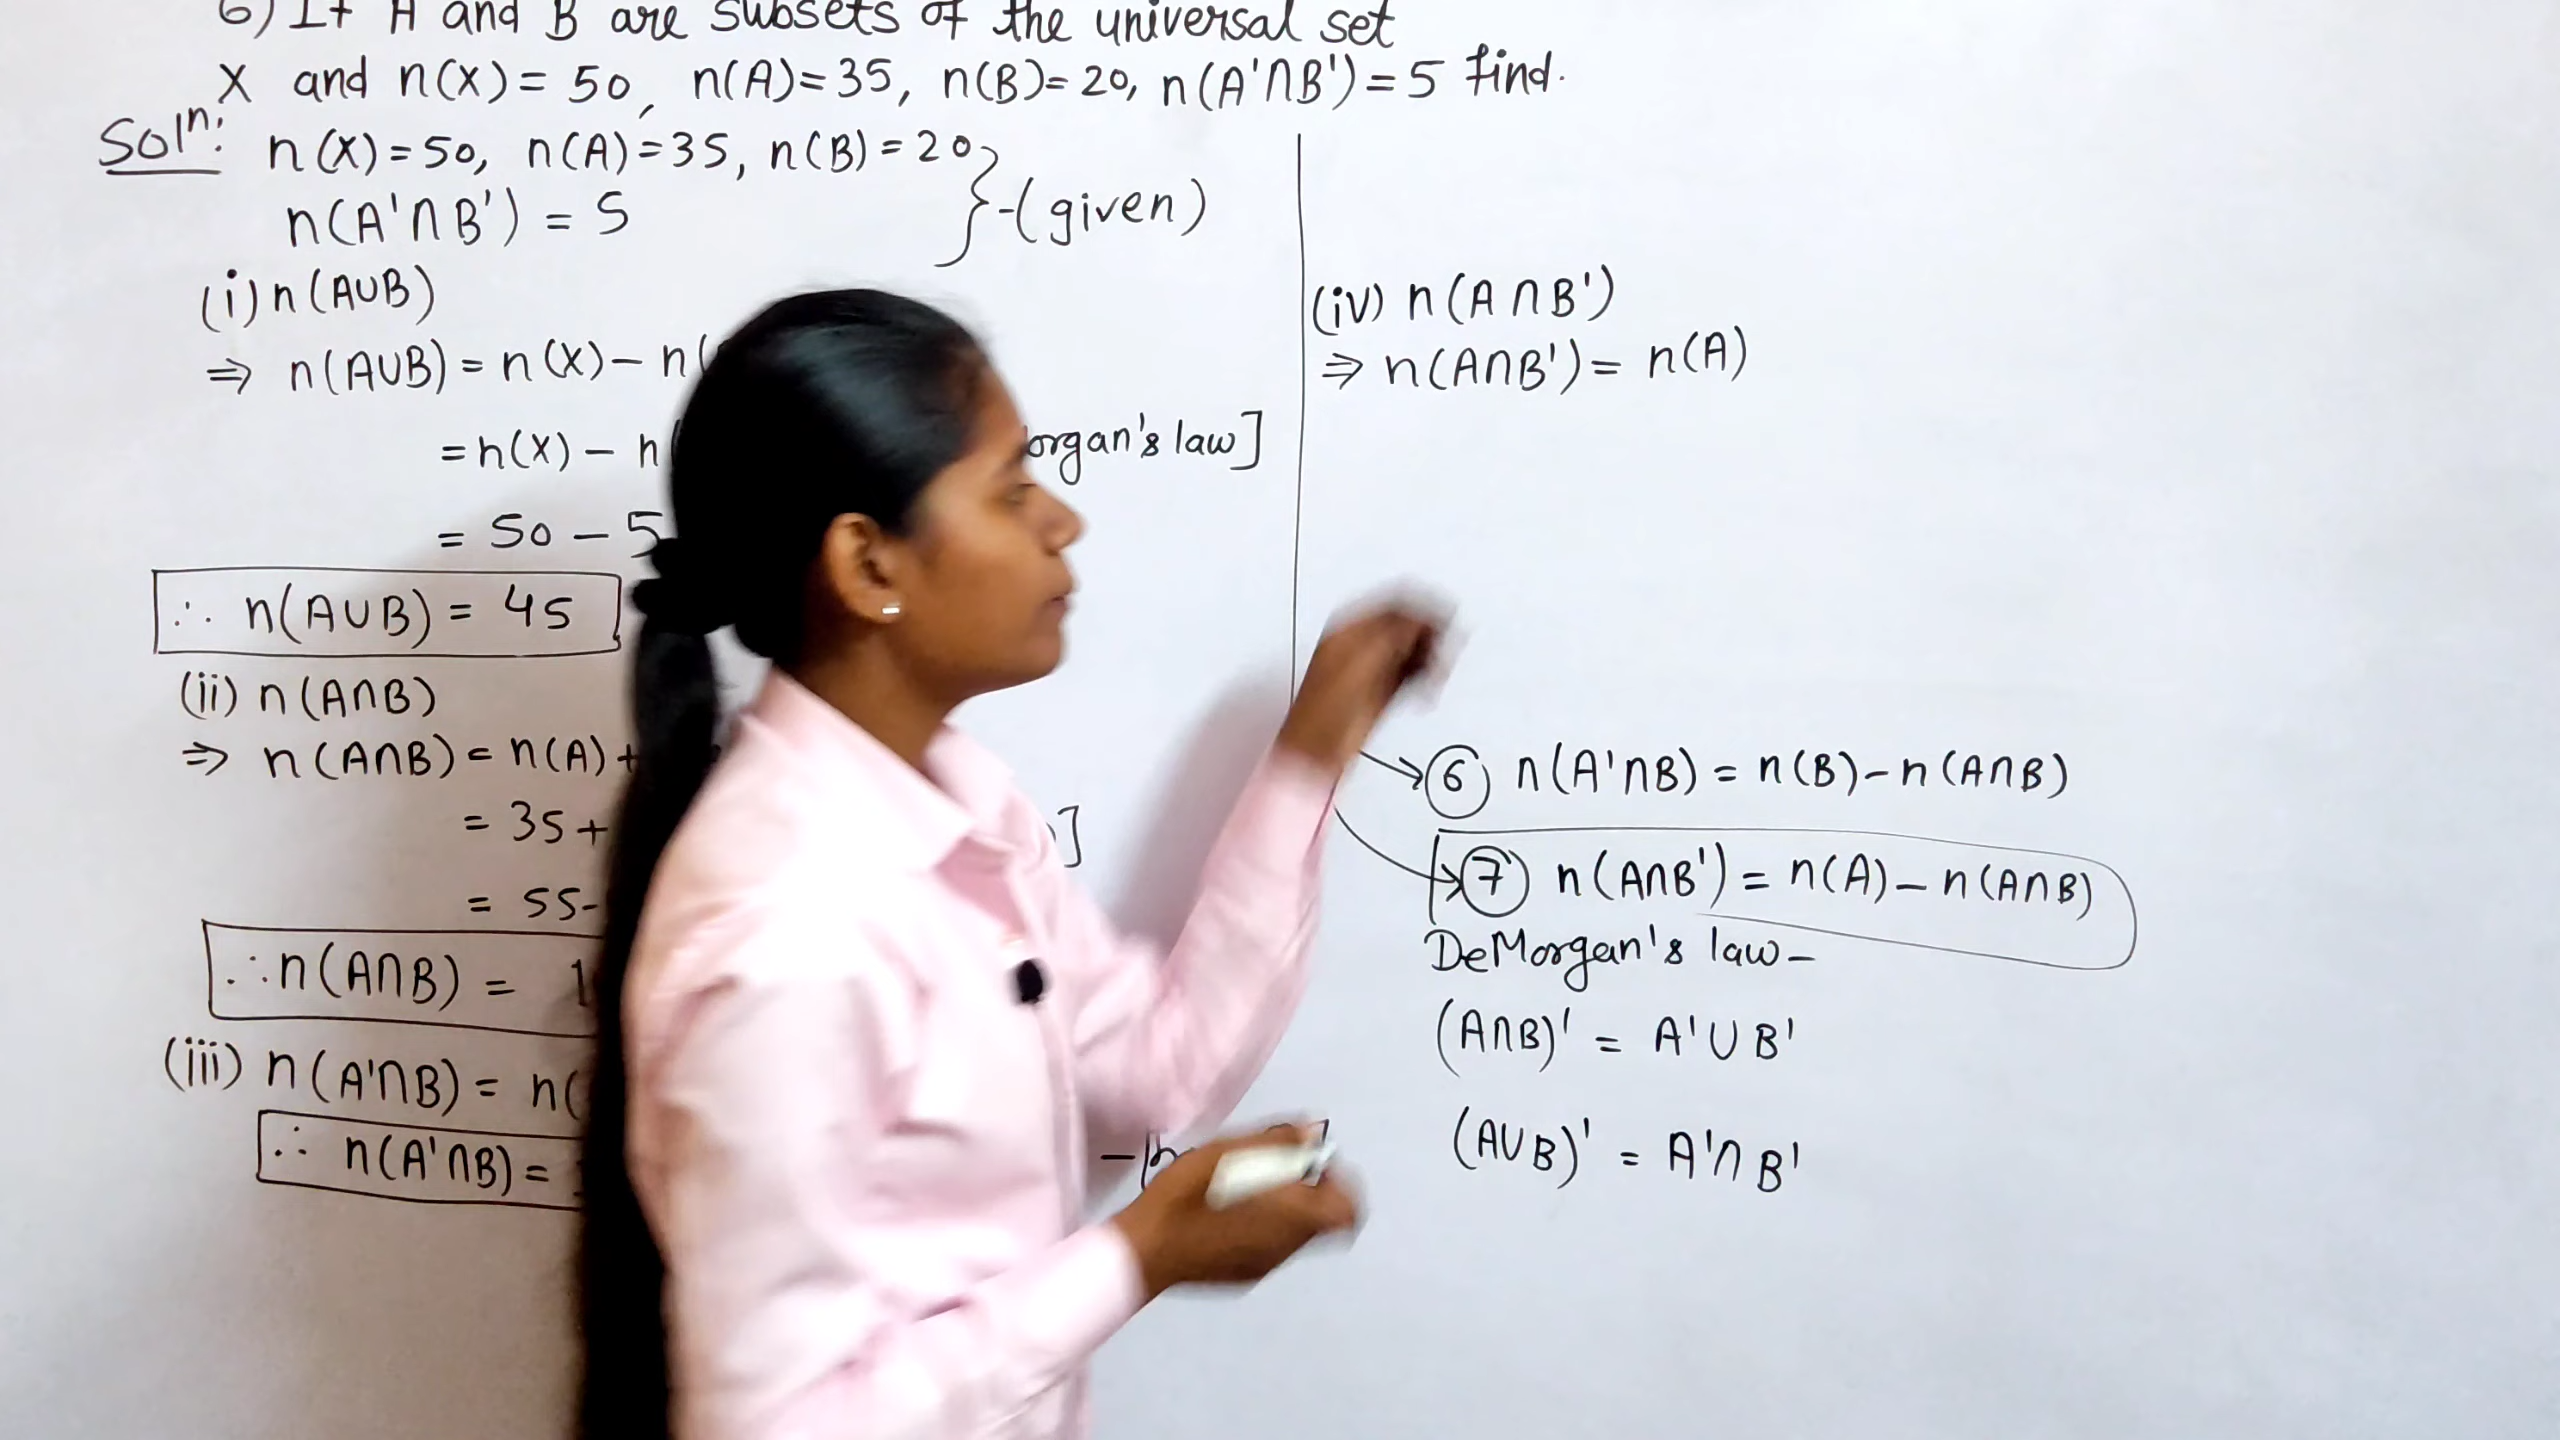 6) If A and B are subsets of the universal set
X and n(X) = 50, n(A)=35, n(B)= 20, n(A'∩B')=5 find.
Solⁿ: n(X)=50, n(A)=35, n(B)=20
n(A'∩B') = 5
}-(given)
(i) n(A∪B)
⇒ n(A∪B) = n(X)- n(
=n(X) - n
organ's law]
= 50 - 5
∴ n(A∪B) = 45
(ii) n(A∩B)
⇒ n(A∩B) = n(A)+
= 35+
]
= 55-
∴ n(A∩B) = 1
(iii) n(A'∩B) = n(
∴ n(A'∩B) =
(iv) n(A∩B')
⇒ n(A∩B') = n(A)
→ 6 n(A'∩B) = n(B)-n(A∩B)
→ 7 n(A∩B') = n(A)-n(A∩B)
DeMorgan's law-
(A∩B)' = A'∪B'
(A∪B)' = A'∩B'